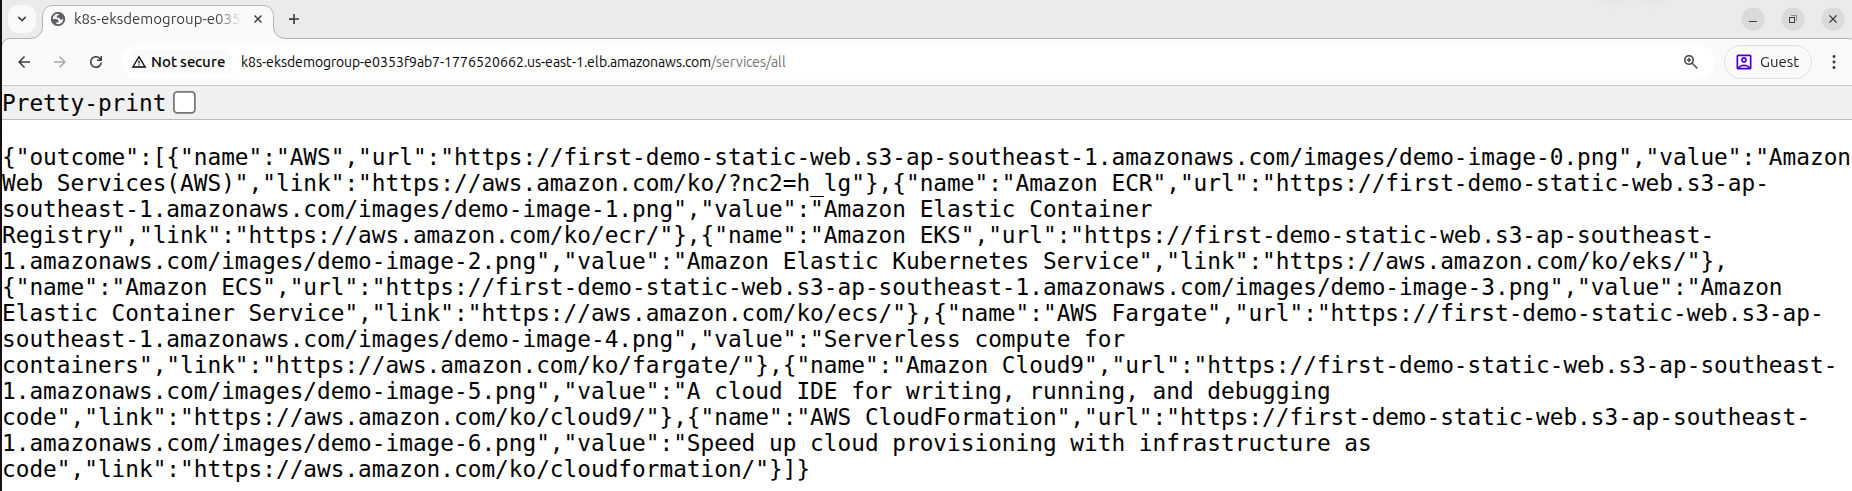 k8s-eksdemogroup-e035
Not secure
k8s-eksdemogroup-e0353f9ab7-1776520662.us-east-1.elb.amazonaws.com/services/all
Guest
Pretty-print
{"outcome":[{"name":"AWS","url":"https://first-demo-static-web.s3-ap-southeast-1.amazonaws.com/images/demo-image-0.png","value":"Amazon
Web Services(AWS)","link":"https://aws.amazon.com/ko/?nc2=h_lg"},{"name":"Amazon ECR","url":"https://first-demo-static-web.s3-ap-
southeast-1.amazonaws.com/images/demo-image-1.png","value":"Amazon Elastic Container
Registry","link":"https://aws.amazon.com/ko/ecr/"},{"name":"Amazon EKS","url":"https://first-demo-static-web.s3-ap-southeast-
1.amazonaws.com/images/demo-image-2.png","value":"Amazon Elastic Kubernetes Service","link":"https://aws.amazon.com/ko/eks/"},
{"name":"Amazon ECS","url":"https://first-demo-static-web.s3-ap-southeast-1.amazonaws.com/images/demo-image-3.png","value":"Amazon
Elastic Container Service","link":"https://aws.amazon.com/ko/ecs/"},{"name":"AWS Fargate","url":"https://first-demo-static-web.s3-ap-
southeast-1.amazonaws.com/images/demo-image-4.png","value":"Serverless compute for
containers","link":"https://aws.amazon.com/ko/fargate/"},{"name":"Amazon Cloud9","url":"https://first-demo-static-web.s3-ap-southeast-
1.amazonaws.com/images/demo-image-5.png","value":"A cloud IDE for writing, running, and debugging
code","link":"https://aws.amazon.com/ko/cloud9/"},{"name":"AWS CloudFormation","url":"https://first-demo-static-web.s3-ap-southeast-
1.amazonaws.com/images/demo-image-6.png","value":"Speed up cloud provisioning with infrastructure as
code","link":"https://aws.amazon.com/ko/cloudformation/"}]}